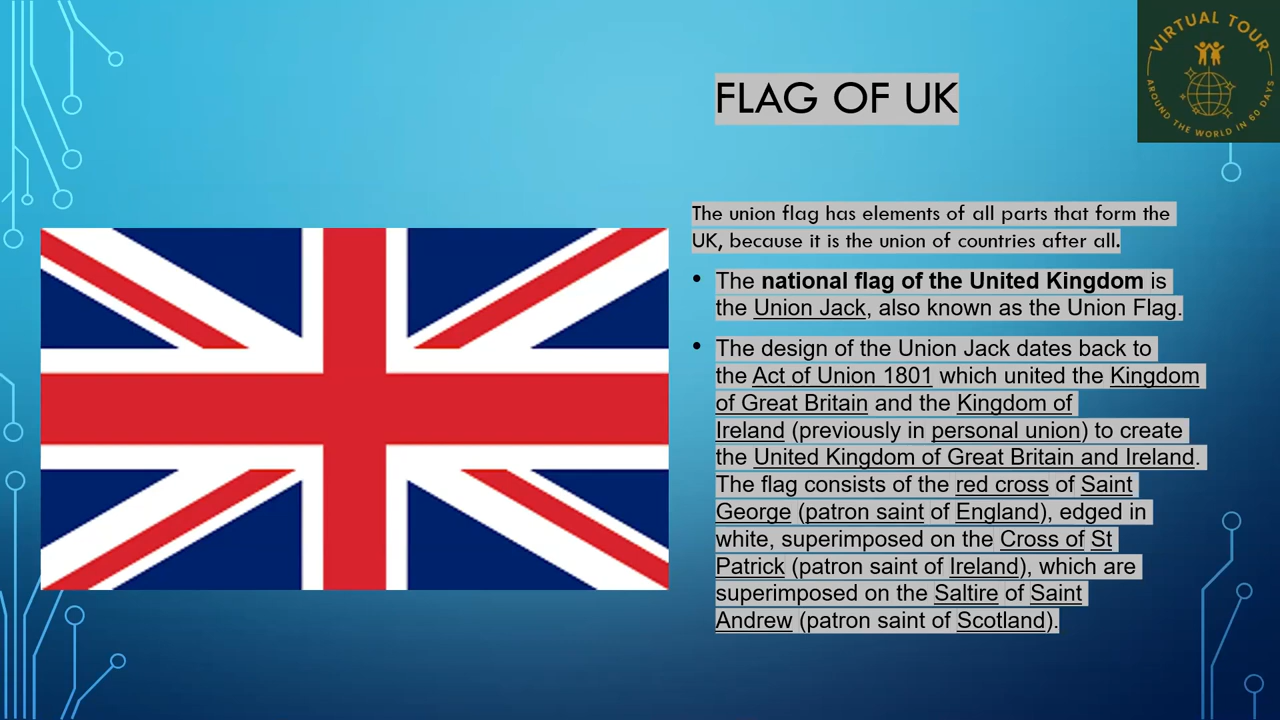 VIRTUAL TOUR
AROUND THE WORLD IN 60 DAYS
FLAG OF UK
The union flag has elements of all parts that form the
UK, because it is the union of countries after all.
• The national flag of the United Kingdom is
the Union Jack, also known as the Union Flag.
• The design of the Union Jack dates back to
the Act of Union 1801 which united the Kingdom
of Great Britain and the Kingdom of
Ireland (previously in personal union) to create
the United Kingdom of Great Britain and Ireland.
The flag consists of the red cross of Saint
George (patron saint of England), edged in
white, superimposed on the Cross of St
Patrick (patron saint of Ireland), which are
superimposed on the Saltire of Saint
Andrew (patron saint of Scotland).